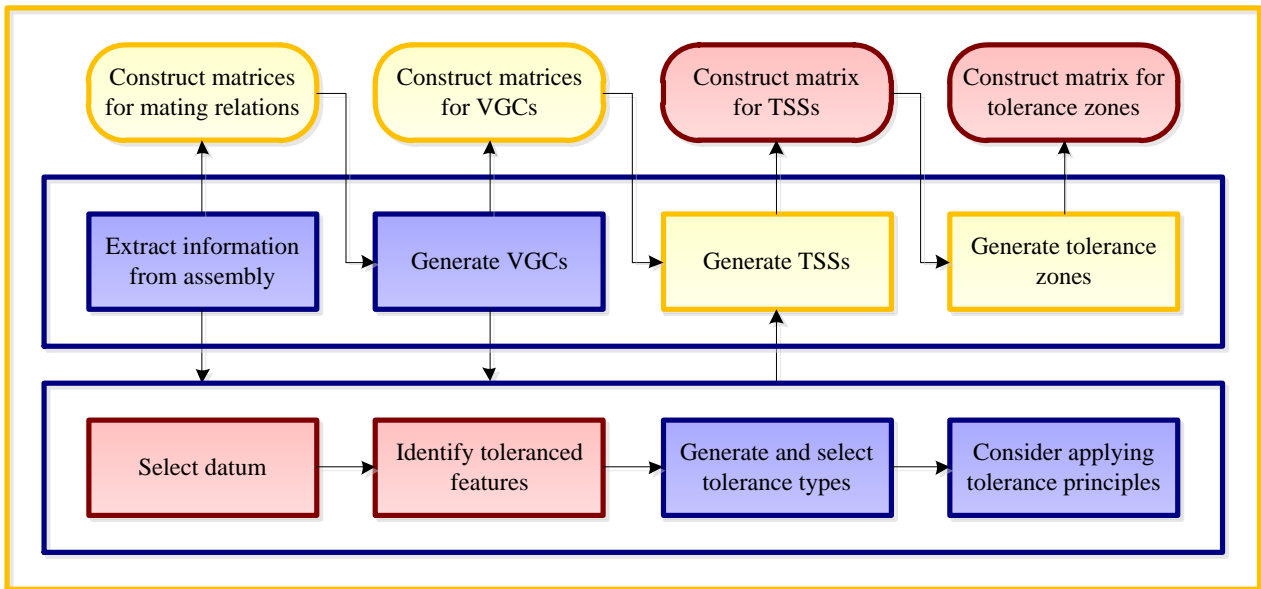 Construct matrices
for mating relations
Construct matrices
for VGCs
Construct matrix
for TSSs
Construct matrix for
tolerance zones
Extract information
from assembly
Generate VGCs
Generate TSSs
Generate tolerance
zones
Select datum
Identify toleranced
features
Generate and select
tolerance types
Consider applying
tolerance principles